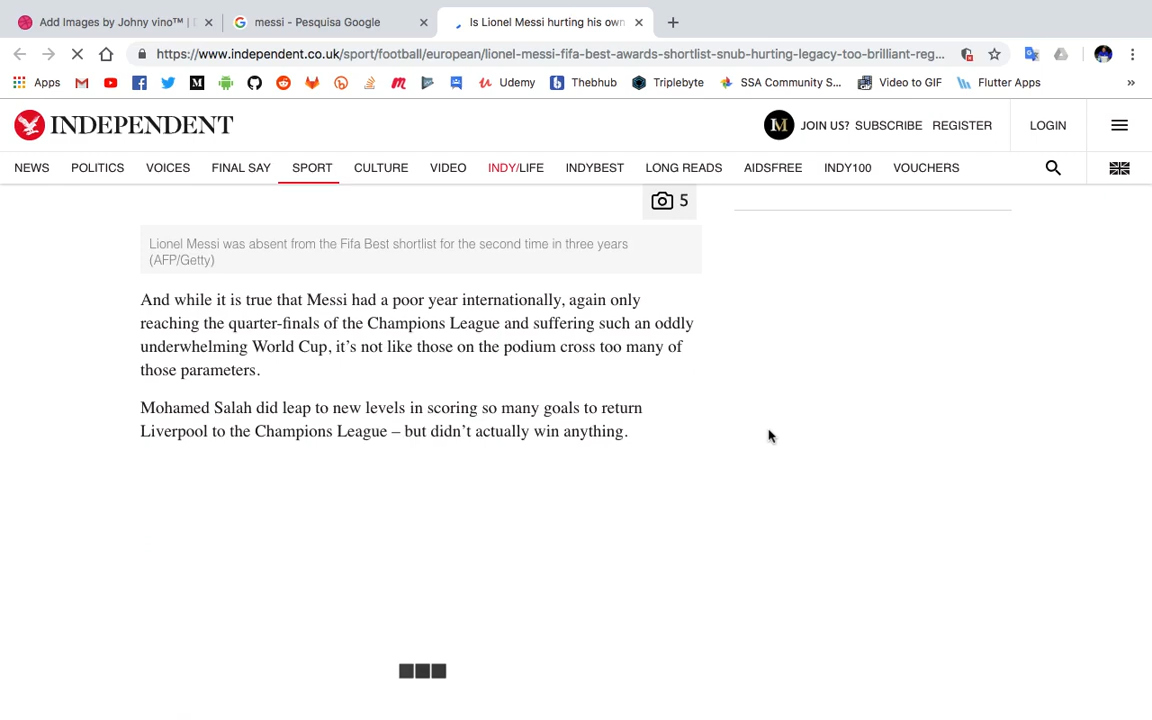 Add Images by Johny vino™ | D
messi - Pesquisa Google
Is Lionel Messi hurting his own
https://www.independent.co.uk/sport/football/european/lionel-messi-fifa-best-awards-shortlist-snub-hurting-legacy-too-brilliant-reg...
Apps
Udemy
Thebhub
Triplebyte
SSA Community S...
Video to GIF
Flutter Apps
»
INDEPENDENT
JOIN US? SUBSCRIBE REGISTER LOGIN
NEWS POLITICS VOICES FINAL SAY SPORT CULTURE VIDEO INDY/LIFE INDYBEST LONG READS AIDSFREE INDY100 VOUCHERS
5
Lionel Messi was absent from the Fifa Best shortlist for the second time in three years
(AFP/Getty)
And while it is true that Messi had a poor year internationally, again only
reaching the quarter-finals of the Champions League and suffering such an oddly
underwhelming World Cup, it’s not like those on the podium cross too many of
those parameters.
Mohamed Salah did leap to new levels in scoring so many goals to return
Liverpool to the Champions League – but didn’t actually win anything.